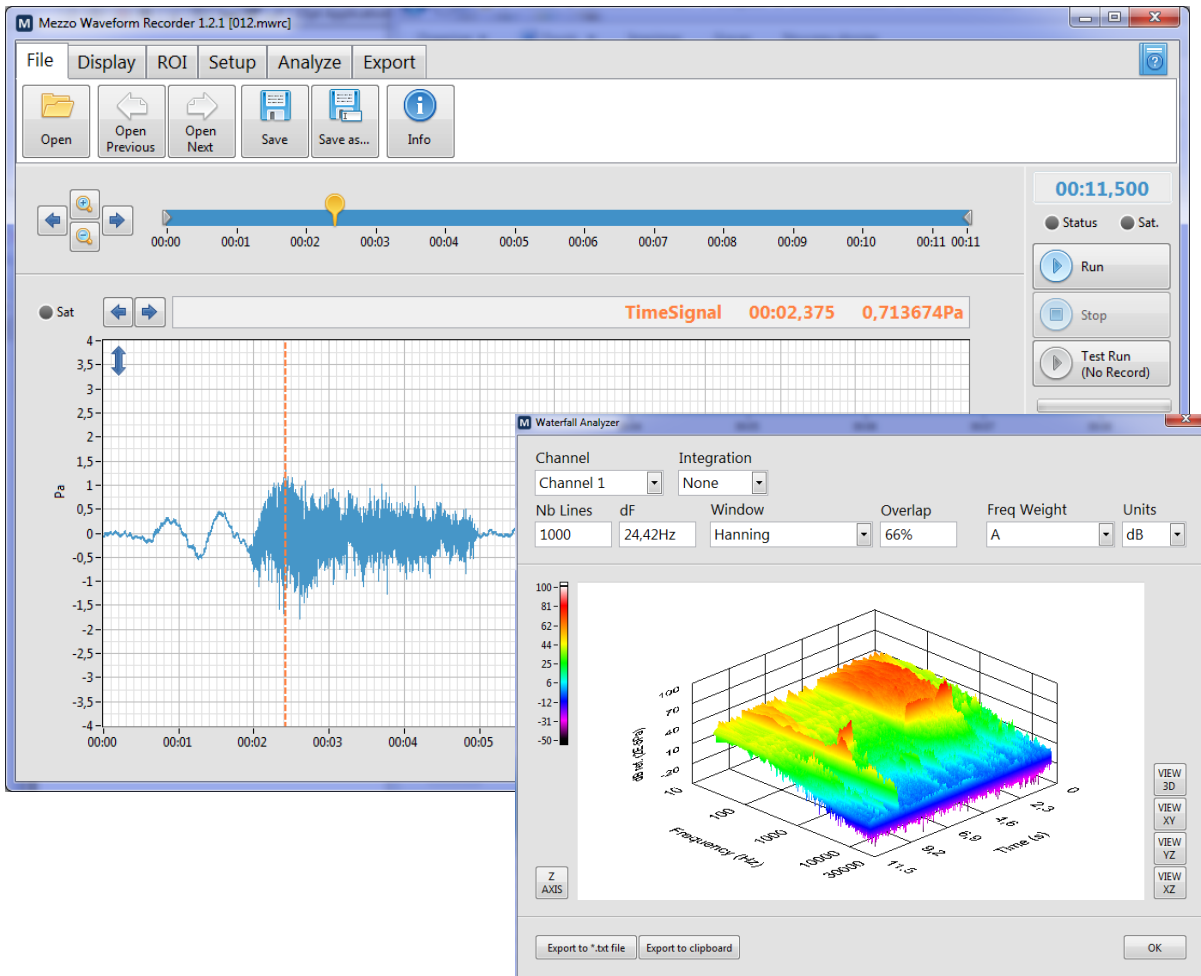 Mezzo Waveform Recorder 1.2.1 [012.mwrc]
File Display ROI Setup Analyze Export
Open
Open Previous
Open Next
Save
Save as...
Info
00:00 00:01 00:02 00:03 00:04 00:05 00:06 00:07 00:08 00:09 00:10 00:11 00:11
00:11,500
Status Sat.
Run
Stop
Test Run
(No Record)
Sat
TimeSignal 00:02,375 0,713674Pa
4
3,5
3
2,5
2
1,5
1
0,5
0
-0,5
-1
-1,5
-2
-2,5
-3
-3,5
-4
Pa
00:00 00:01 00:02 00:03 00:04 00:05
Waterfall Analyzer
Channel Integration
Channel 1 None
Nb Lines dF Window Overlap Freq Weight Units
1000 24,42Hz Hanning 66% A dB
100
81
62
44
25
6
-12
-31
-50
100
70
40
10
-20
dB ref. (2E-5Pa)
10 100 1000 10000 30000
Frequency (Hz)
11.5 9,2 6,9 4,6 2,3 0
Time (s)
VIEW
3D
VIEW
XY
VIEW
YZ
VIEW
XZ
Z
AXIS
Export to *.txt file Export to clipboard OK